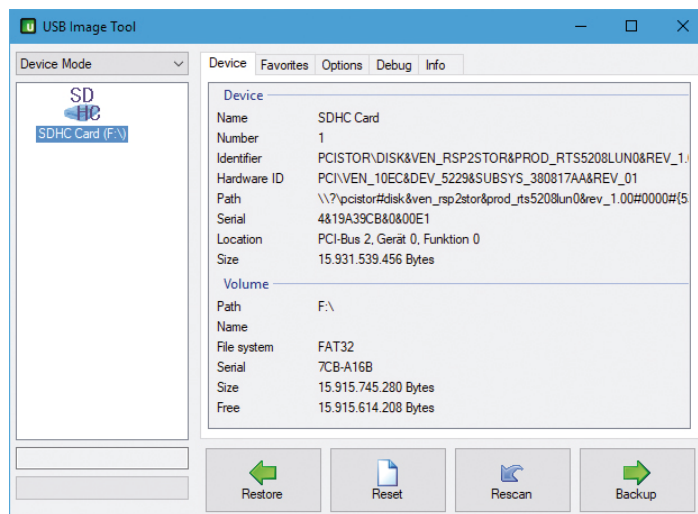 USB Image Tool
Device Mode
SD
HC
SDHC Card (F:\)
Device Favorites Options Debug Info
Device
Name SDHC Card
Number 1
Identifier PCISTOR\DISK&VEN_RSP2STOR&PROD_RTS5208LUN0&REV_1.
Hardware ID PCI\VEN_10EC&DEV_5229&SUBSYS_380817AA&REV_01
Path \\?\pcistor#disk&ven_rsp2stor&prod_rts5208lun0&rev_1.00#0000#{5
Serial 4&19A39CB&0&00E1
Location PCI-Bus 2, Gerät 0, Funktion 0
Size 15.931.539.456 Bytes
Volume
Path F:\
Name
File system FAT32
Serial 7CB-A16B
Size 15.915.745.280 Bytes
Free 15.915.614.208 Bytes
Restore Reset Rescan Backup